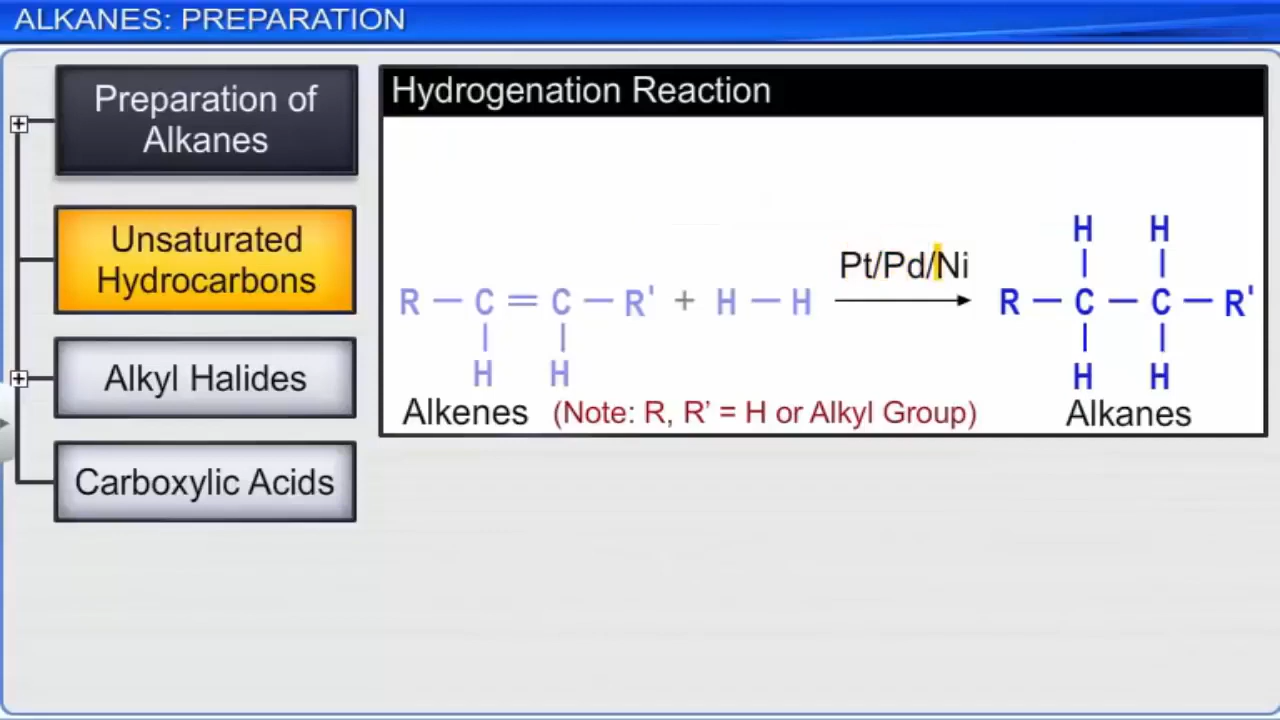 ALKANES: PREPARATION
Preparation of
Alkanes
Unsaturated
Hydrocarbons
Alkyl Halides
Carboxylic Acids
Hydrogenation Reaction
H H
Pt/Pd/Ni
R — C = C — R' + H — H → R — C — C — R'
H H H H
Alkenes (Note: R, R’ = H or Alkyl Group) Alkanes